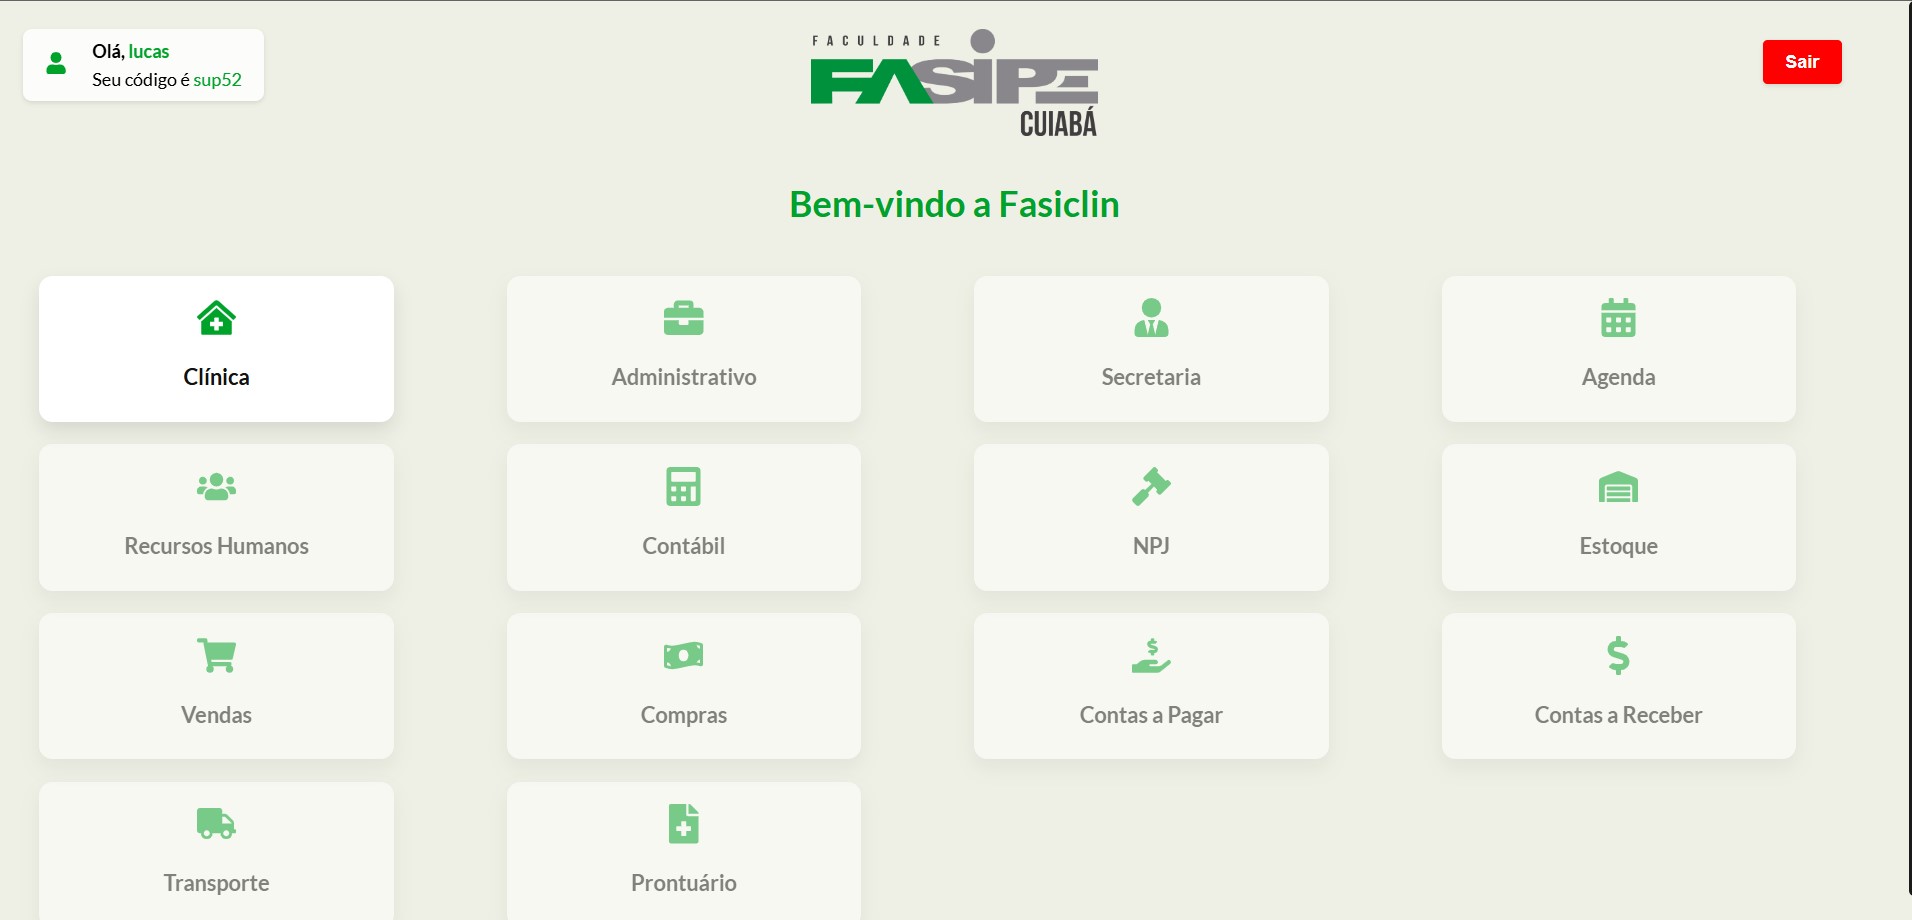 Olá, lucas
Seu código é sup52
FACULDADE
FASIPE
CUIABÁ
Sair
Bem-vindo a Fasiclin
Clínica
Administrativo
Secretaria
Agenda
Recursos Humanos
Contábil
NPJ
Estoque
Vendas
Compras
Contas a Pagar
Contas a Receber
Transporte
Prontuário